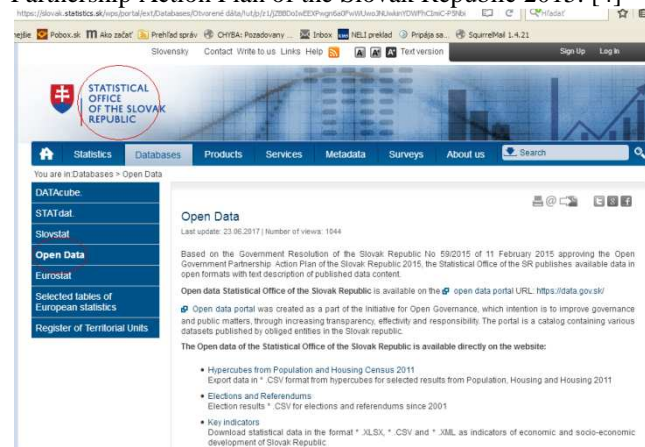 Partnership Action Plan of the Slovak Republic 2015. [4]
Pobox.sk Ako začať Prehľad správ CHYBA: Pozadovany ... Inbox NELI preklad Pripája sa... SquirrelMail 1.4.21
Slovensky Contact Write to us Links Help A A A Text version Sign Up Log In
STATISTICAL
OFFICE
OF THE SLOVAK
REPUBLIC
Statistics Databases Products Services Metadata Surveys About us Search
You are in: Databases > Open Data
DATAcube.
STATdat.
Slovstat
Open Data
Eurostat
Selected tables of
European statistics
Register of Territorial
Units
Open Data
Last update: 23.06.2017 | Number of views: 1044
Based on the Government Resolution of the Slovak Republic No 59/2015 of 11 February 2015 approving the Open
Government Partnership Action Plan of the Slovak Republic 2015, the Statistical Office of the SR publishes available data in
open formats with text description of published data content.
Open data Statistical Office of the Slovak Republic is available on the open data portal URL: https://data.gov.sk/
Open data portal was created as a part of the Initiative for Open Governance, which intention is to improve governance
and public matters, through increasing transparency, effectivity and responsibility. The portal is a catalog containing various
datasets published by obliged entities in the Slovak republic.
The Open data of the Statistical Office of the Slovak Republic is available directly on the website:
• Hypercubes from Population and Housing Census 2011
Export data in * .CSV format from hypercubes for selected results from Population, Housing and Housing 2011
• Elections and Referendums
Election results * .CSV for elections and referendums since 2001
• Key indicators
Download statistical data in the format * .XLSX, * .CSV and * .XML as indicators of economic and socio-economic
development of Slovak Republic